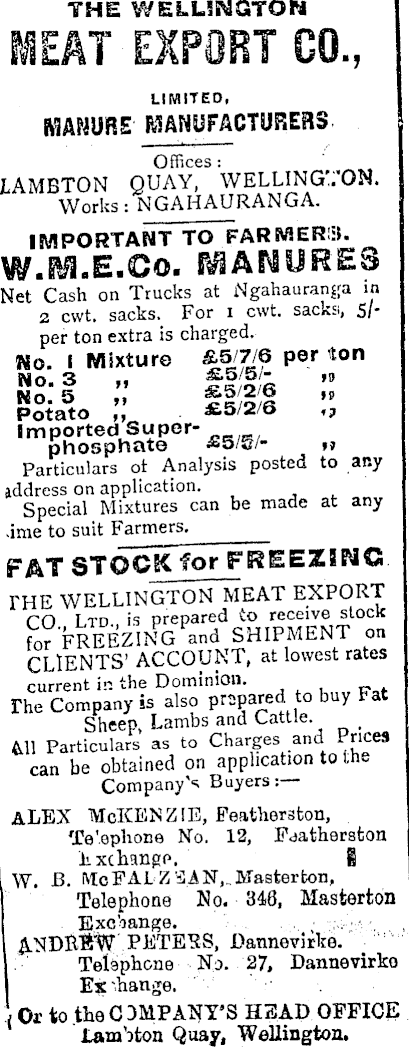 THE WELLINGTON
MEAT EXPORT CO.,
LIMITED,
MANURE MANUFACTURERS.
Offices :
LAMBTON QUAY, WELLINGTON.
Works : NGAHAURANGA.
IMPORTANT TO FARMERS.
W.M.E.Co. MANURES
Net Cash on Trucks at Ngahauranga in
2 cwt. sacks. For 1 cwt. sacks, 5/-
per ton extra is charged.
No. 1 Mixture £5/7/6 per ton
No. 3 ,, £5/5/- ,,
No. 5 ,, £5/2/6 ,,
Potato ,, £5/2/6 ,,
Imported Super-
phosphate £5/5/- ,,
Particulars of Analysis posted to any
address on application.
Special Mixtures can be made at any
time to suit Farmers.
FAT STOCK for FREEZING
THE WELLINGTON MEAT EXPORT
CO., LTD., is prepared to receive stock
for FREEZING and SHIPMENT on
CLIENTS' ACCOUNT, at lowest rates
current in the Dominion.
The Company is also prepared to buy Fat
Sheep, Lambs and Cattle.
All Particulars as to Charges and Prices
can be obtained on application to the
Company's Buyers :—
ALEX McKENZIE, Featherston,
Telephone No. 12, Featherston
Exchange.
W. B. McFALZEAN, Masterton,
Telephone No. 346, Masterton
Exchange.
ANDREW PETERS, Dannevirke.
Telephone No. 27, Dannevirke
Exchange.
Or to the COMPANY'S HEAD OFFICE
Lambton Quay, Wellington.